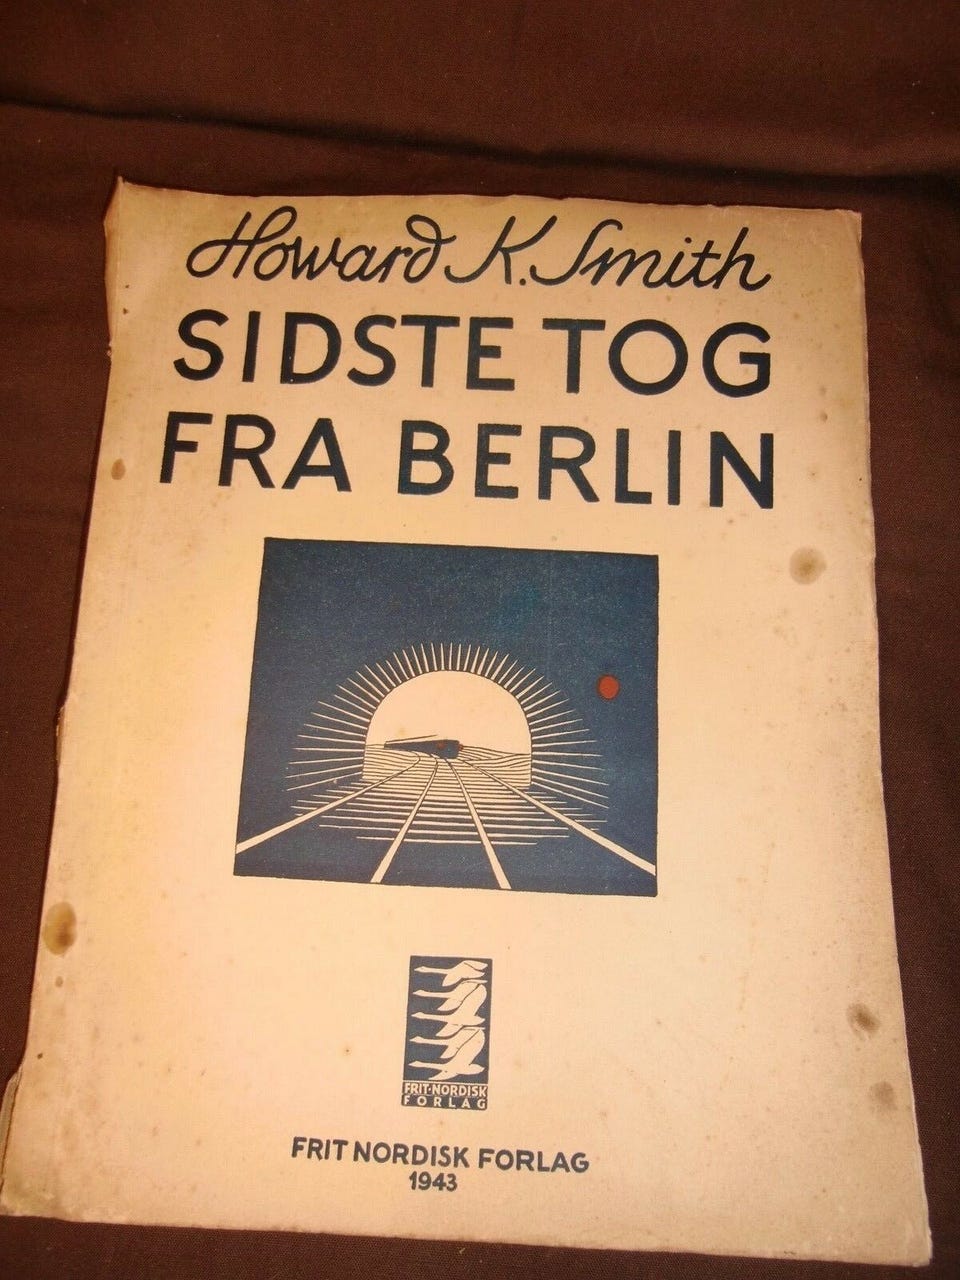 Howard K. Smith
SIDSTE TOG
FRA BERLIN
FRIT·NORDISK
FORLAG
FRIT NORDISK FORLAG
1943